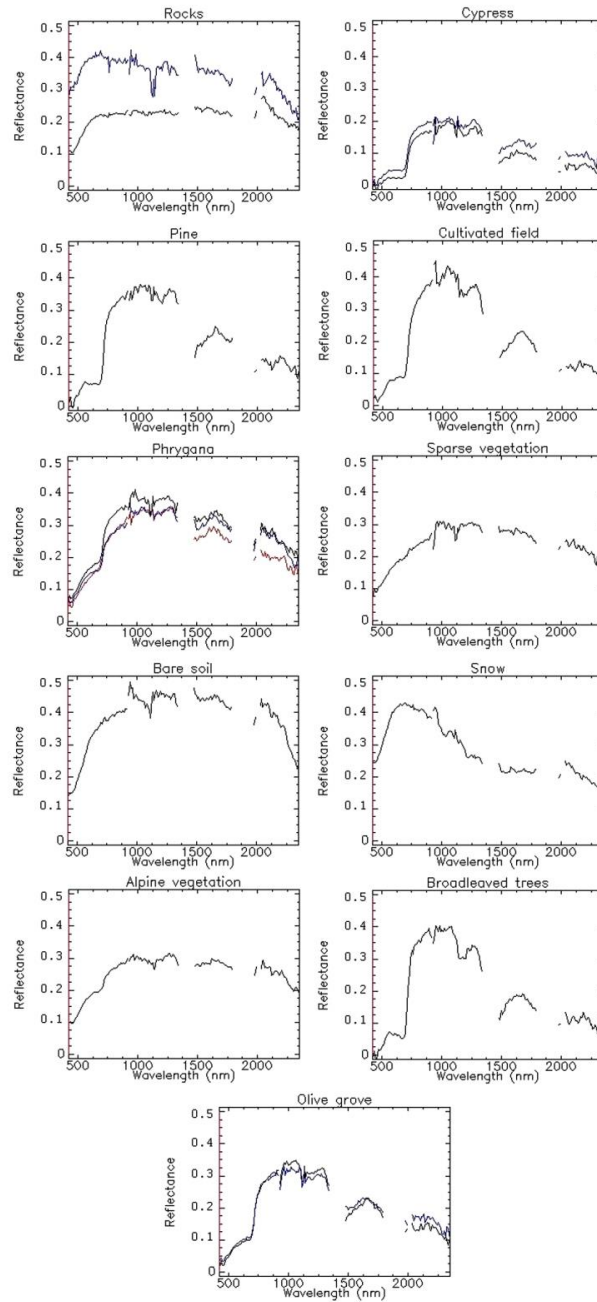 Rocks
0.5
0.4
0.3
0.2
0.1
0
Reflectance
500 1000 1500 2000
Wavelength (nm)
Cypress
0.5
0.4
0.3
0.2
0.1
0
Reflectance
500 1000 1500 2000
Wavelength (nm)
Pine
0.5
0.4
0.3
0.2
0.1
0
Reflectance
500 1000 1500 2000
Wavelength (nm)
Cultivated field
0.5
0.4
0.3
0.2
0.1
0
Reflectance
500 1000 1500 2000
Wavelength (nm)
Phrygana
0.5
0.4
0.3
0.2
0.1
0
Reflectance
500 1000 1500 2000
Wavelength (nm)
Sparse vegetation
0.5
0.4
0.3
0.2
0.1
0
Reflectance
500 1000 1500 2000
Wavelength (nm)
Bare soil
0.5
0.4
0.3
0.2
0.1
0
Reflectance
500 1000 1500 2000
Wavelength (nm)
Snow
0.5
0.4
0.3
0.2
0.1
0
Reflectance
500 1000 1500 2000
Wavelength (nm)
Alpine vegetation
0.5
0.4
0.3
0.2
0.1
0
Reflectance
500 1000 1500 2000
Wavelength (nm)
Broadleaved trees
0.5
0.4
0.3
0.2
0.1
0
Reflectance
500 1000 1500 2000
Wavelength (nm)
Olive grove
0.5
0.4
0.3
0.2
0.1
0
Reflectance
500 1000 1500 2000
Wavelength (nm)